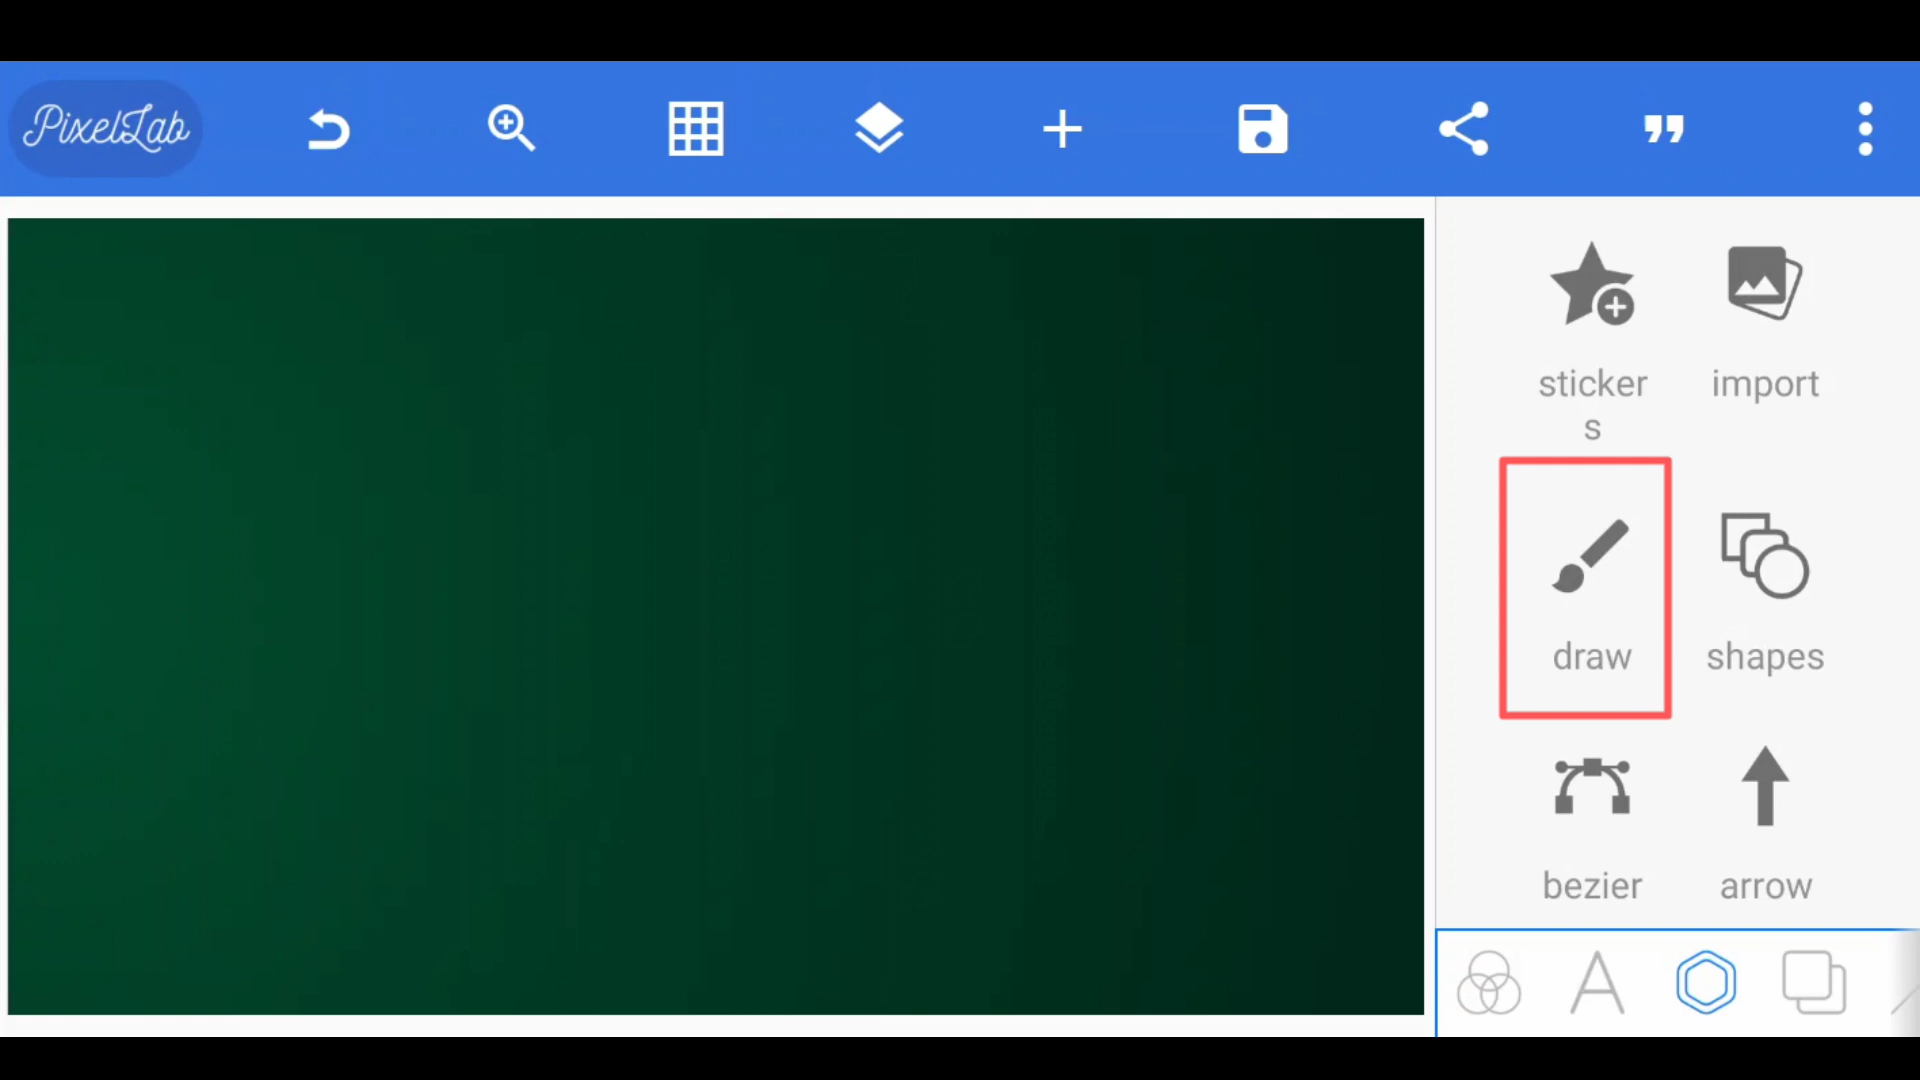 PixelLab
sticker
s
import
draw
shapes
bezier
arrow